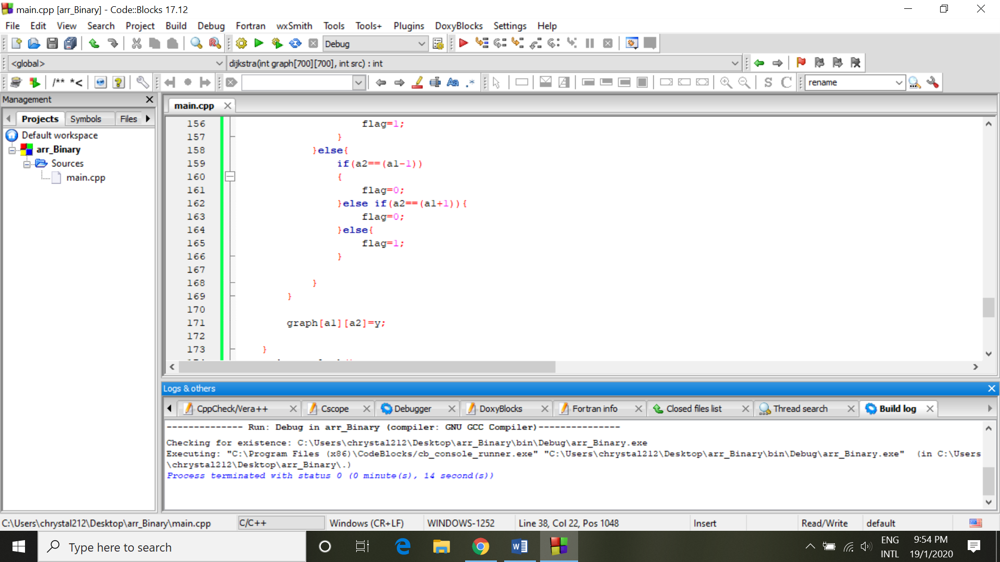 main.cpp [arr_Binary] - Code::Blocks 17.12
File Edit View Search Project Build Debug Fortran wxSmith Tools Tools+ Plugins DoxyBlocks Settings Help
Debug
<global> dijkstra(int graph[700][700], int src) : int
/** *< rename
Management
Projects Symbols Files
Default workspace
arr_Binary
Sources
main.cpp
main.cpp
156 flag=1;
157 }
158 }else{
159 if(a2==(a1-1))
160 {
161 flag=0;
162 }else if(a2==(a1+1)){
163 flag=0;
164 }else{
165 flag=1;
166 }
167
168 }
169 }
170
171 graph[a1][a2]=y;
172
173 }
Logs & others
CppCheck/Vera++ Cscope Debugger DoxyBlocks Fortran info Closed files list Thread search Build log
-------------- Run: Debug in arr_Binary (compiler: GNU GCC Compiler)---------------
Checking for existence: C:\Users\chrystal212\Desktop\arr_Binary\bin\Debug\arr_Binary.exe
Executing: "C:\Program Files (x86)\CodeBlocks/cb_console_runner.exe" "C:\Users\chrystal212\Desktop\arr_Binary\bin\Debug\arr_Binary.exe"  (in C:\Users
\chrystal212\Desktop\arr_Binary\.)
Process terminated with status 0 (0 minute(s), 14 second(s))
C:\Users\chrystal212\Desktop\arr_Binary\main.cpp C/C++ Windows (CR+LF) WINDOWS-1252 Line 38, Col 22, Pos 1048 Insert Read/Write default
Type here to search
ENG 9:54 PM
INTL 19/1/2020